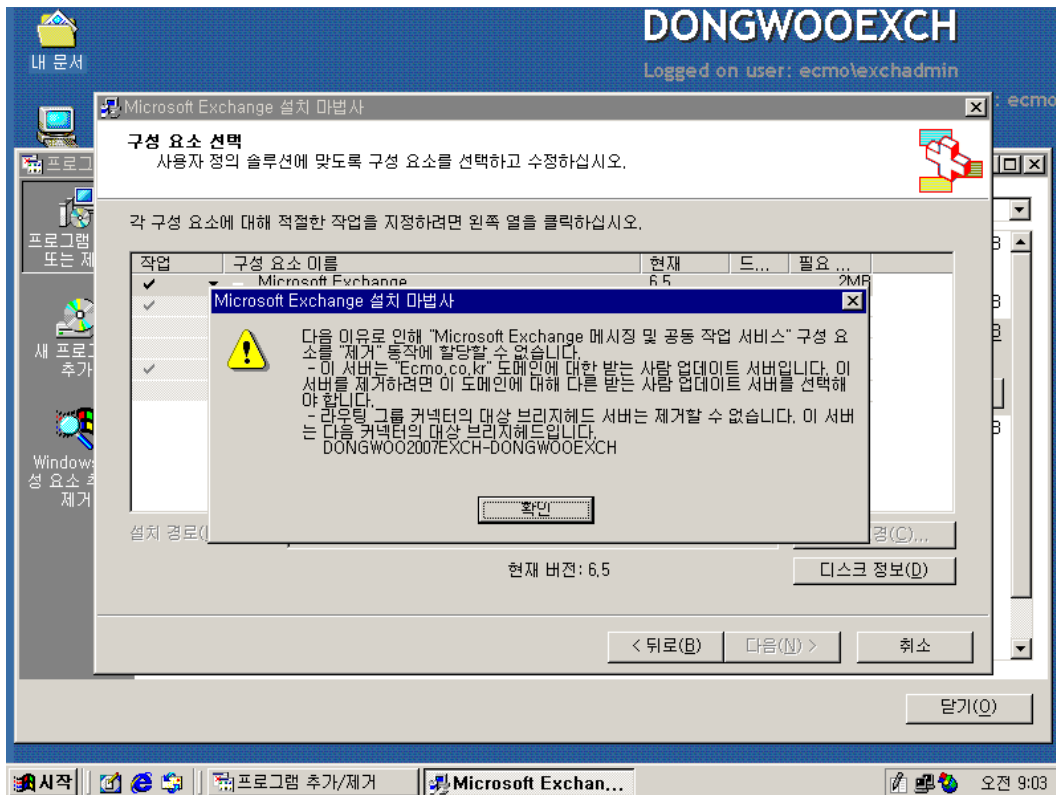 내 문서
DONGWOOEXCH
Logged on user: ecmo\exchadmin
: ecmo
Microsoft Exchange 설치 마법사
구성 요소 선택
사용자 정의 솔루션에 맞도록 구성 요소를 선택하고 수정하십시오.
프로그
프로그램
또는 제
새 프로그
추가
Windows
성 요소 추
제거
각 구성 요소에 대해 적절한 작업을 지정하려면 왼쪽 열을 클릭하십시오.
작업 구성 요소 이름 현재 드... 필요 ...
Microsoft Exchange 6.5 2MB
Microsoft Exchange 설치 마법사
다음 이유로 인해 "Microsoft Exchange 메시징 및 공동 작업 서비스" 구성 요
소를 "제거" 동작에 할당할 수 없습니다.
- 이 서버는 "Ecmo.co.kr" 도메인에 대한 받는 사람 업데이트 서버입니다. 이
서버를 제거하려면 이 도메인에 대해 다른 받는 사람 업데이트 서버를 선택해
야 합니다.
- 라우팅 그룹 커넥터의 대상 브리지헤드 서버는 제거할 수 없습니다. 이 서버
는 다음 커넥터의 대상 브리지헤드입니다.
DONGWOO2007EXCH-DONGWOOEXCH
확인
설치 경로(
경(C)...
현재 버전: 6.5
디스크 정보(D)
< 뒤로(B)
다음(N) >
취소
닫기(O)
시작
프로그램 추가/제거
Microsoft Exchan...
오전 9:03